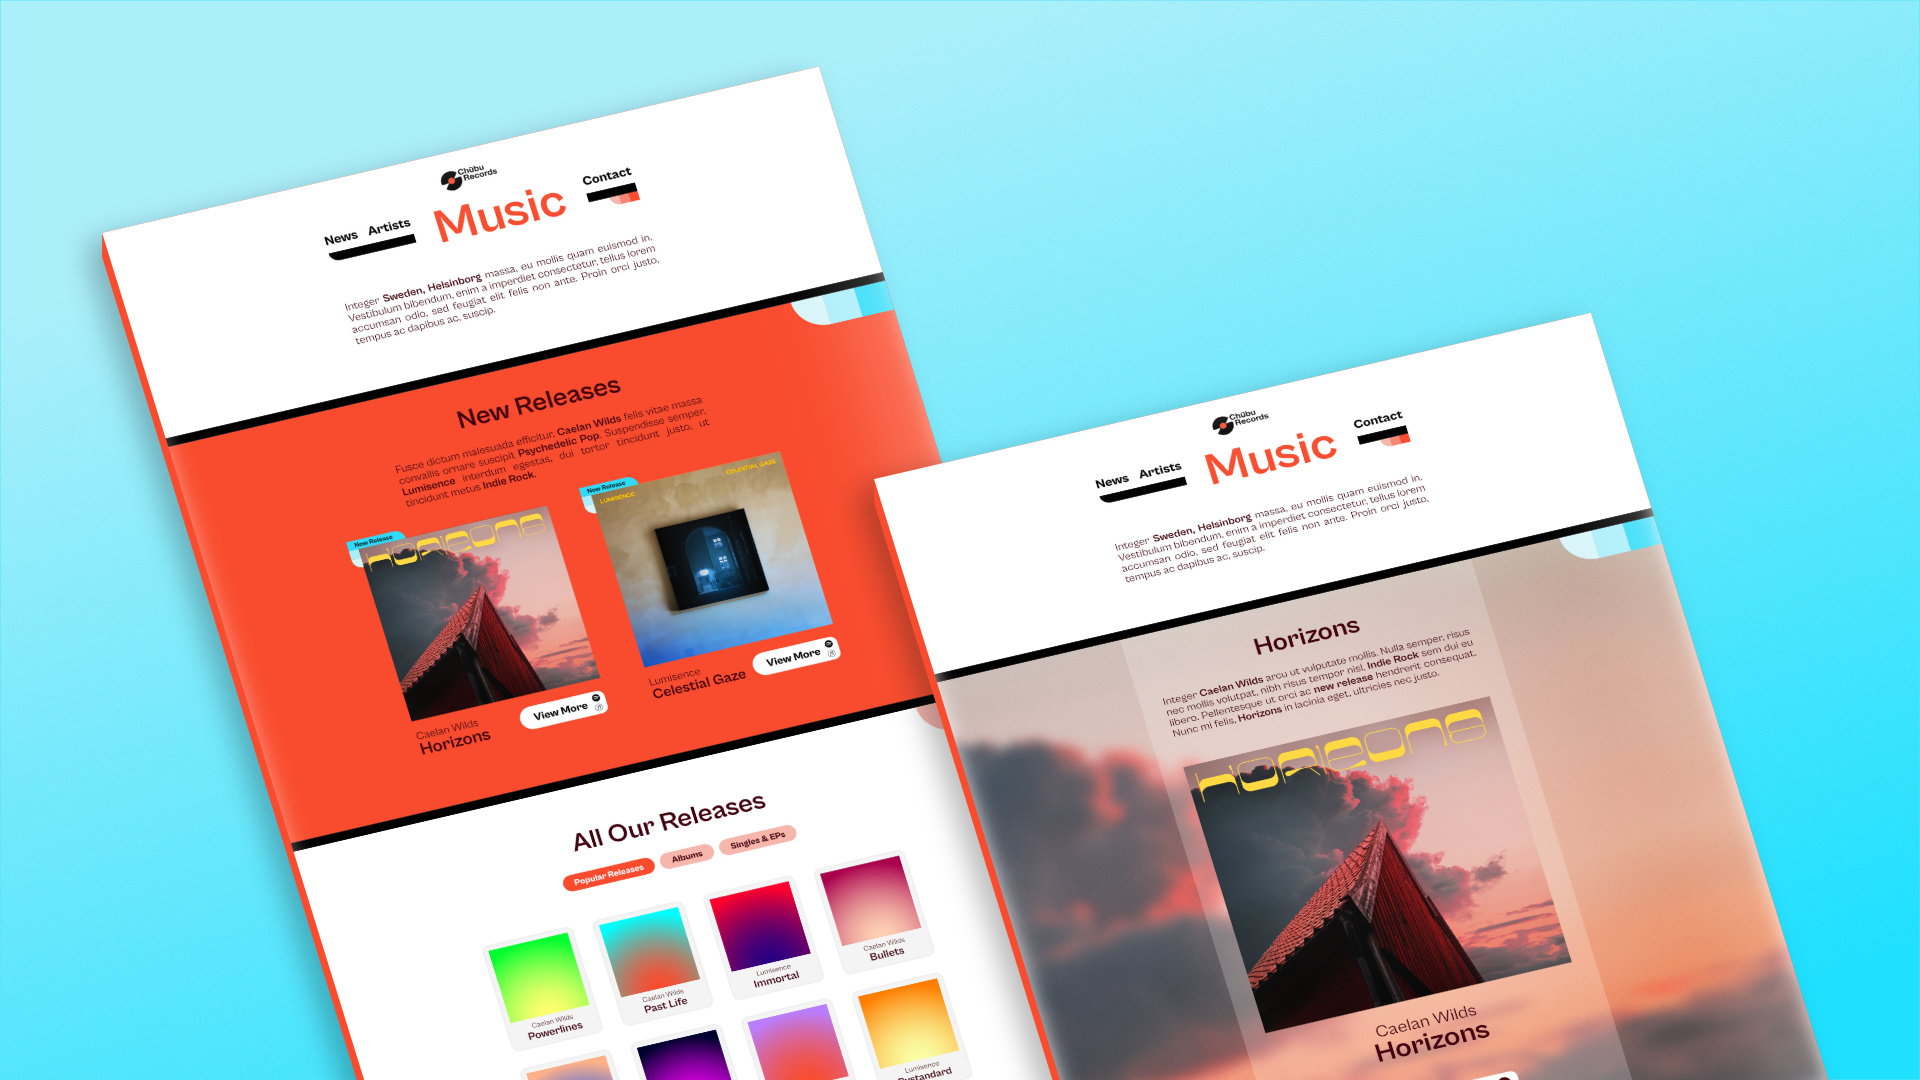 Chūbu
Records
News
Artists
Music
Contact
Integer Sweden, Helsinborg massa, eu mollis quam euismod in.
Vestibulum bibendum, enim a imperdiet consectetur, tellus lorem
accumsan odio, sed feugiat elit felis non ante. Proin orci justo,
tempus ac dapibus ac, suscip.
New Releases
Fusce dictum malesuada efficitur, Caelan Wilds felis vitae massa
convallis ornare suscipit Psychedelic Pop. Suspendisse semper,
Lumisence interdum egestas, dui tortor tincidunt justo, ut
tincidunt metus Indie Rock.
New Release
HORIZONS
Caelan Wilds
Horizons
View More
New Release
LUMISENCE
CELESTIAL GAZE
Lumisence
Celestial Gaze
View More
All Our Releases
Popular Releases
Albums
Singles & EPs
Caelan Wilds
Powerlines
Caelan Wilds
Past Life
Lumisence
Immortal
Caelan Wilds
Bullets
Lumisence
Bystandard
Chūbu
Records
News
Artists
Music
Contact
Integer Sweden, Helsinborg massa, eu mollis quam euismod in.
Vestibulum bibendum, enim a imperdiet consectetur, tellus lorem
accumsan odio, sed feugiat elit felis non ante. Proin orci justo,
tempus ac dapibus ac, suscip.
Horizons
Integer Caelan Wilds arcu ut vulputate mollis. Nulla semper, risus
nec mollis volutpat, nibh risus tempor nisl, Indie Rock sem dui eu
libero. Pellentesque ut orci ac new release hendrerit consequat.
Nunc mi felis, Horizons in lacinia eget, ultricies nec justo.
HORIZONS
Caelan Wilds
Horizons